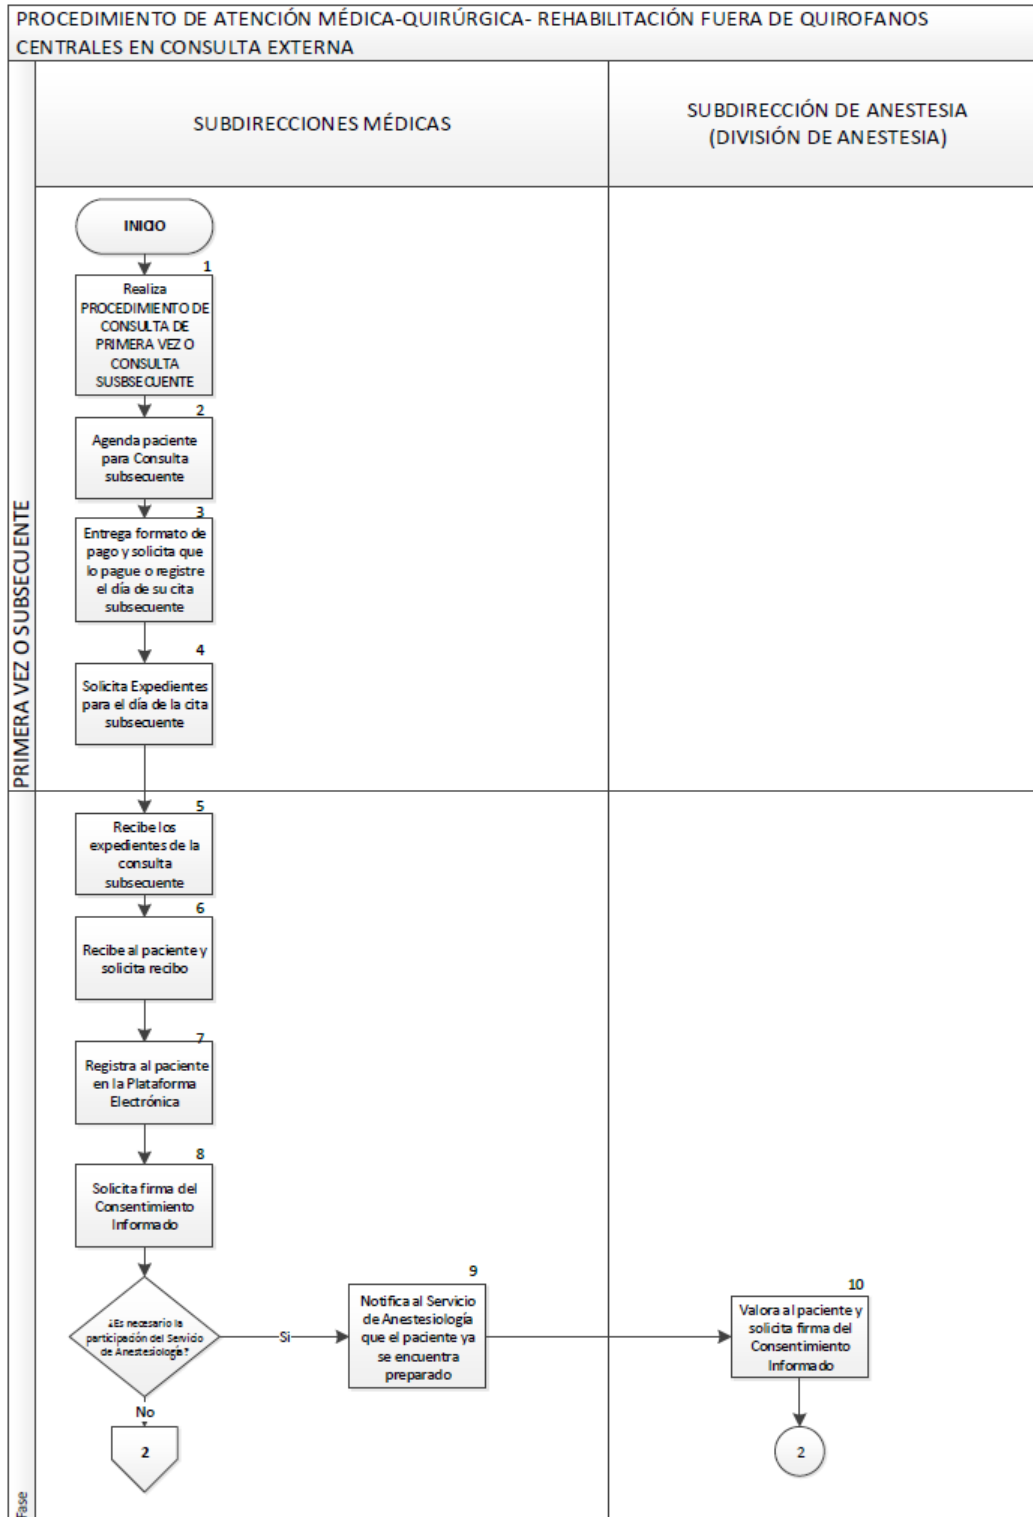 PROCEDIMIENTO DE ATENCIÓN MÉDICA-QUIRÚRGICA- REHABILITACIÓN FUERA DE QUIROFANOS
CENTRALES EN CONSULTA EXTERNA
SUBDIRECCIONES MÉDICAS
SUBDIRECCIÓN DE ANESTESIA
(DIVISIÓN DE ANESTESIA)
PRIMERA VEZ O SUBSECUENTE
INICIO
1
Realiza
PROCEDIMIENTO DE
CONSULTA DE
PRIMERA VEZ O
CONSULTA
SUSBSECUENTE
2
Agenda paciente
para Consulta
subsecuente
3
Entrega formato de
pago y solicita que
lo pague o registre
el día de su cita
subsecuente
4
Solicita Expedientes
para el día de la cita
subsecuente
5
Recibe los
expedientes de la
consulta
subsecuente
6
Recibe al paciente y
solicita recibo
7
Registra al paciente
en la Plataforma
Electrónica
8
Solicita firma del
Consentimiento
Informado
¿Es necesario la
participación del Servicio
de Anestesiología?
Si
9
Notifica al Servicio
de Anestesiología
que el paciente ya
se encuentra
preparado
10
Valora al paciente y
solicita firma del
Consentimiento
Informado
No
2
2
Fase